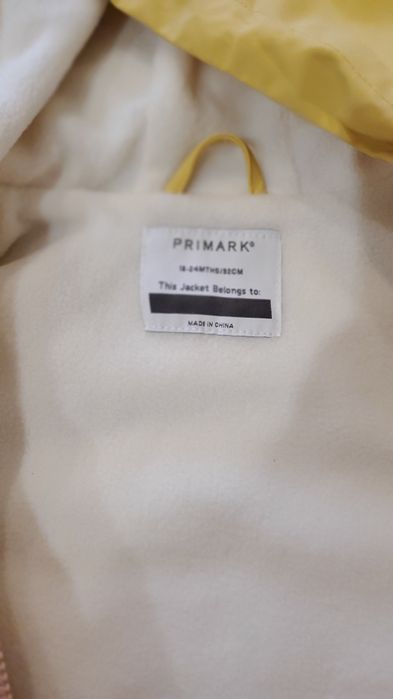 PRIMARK®
18-24MTHS/92CM
This Jacket Belongs to:
MADE IN CHINA